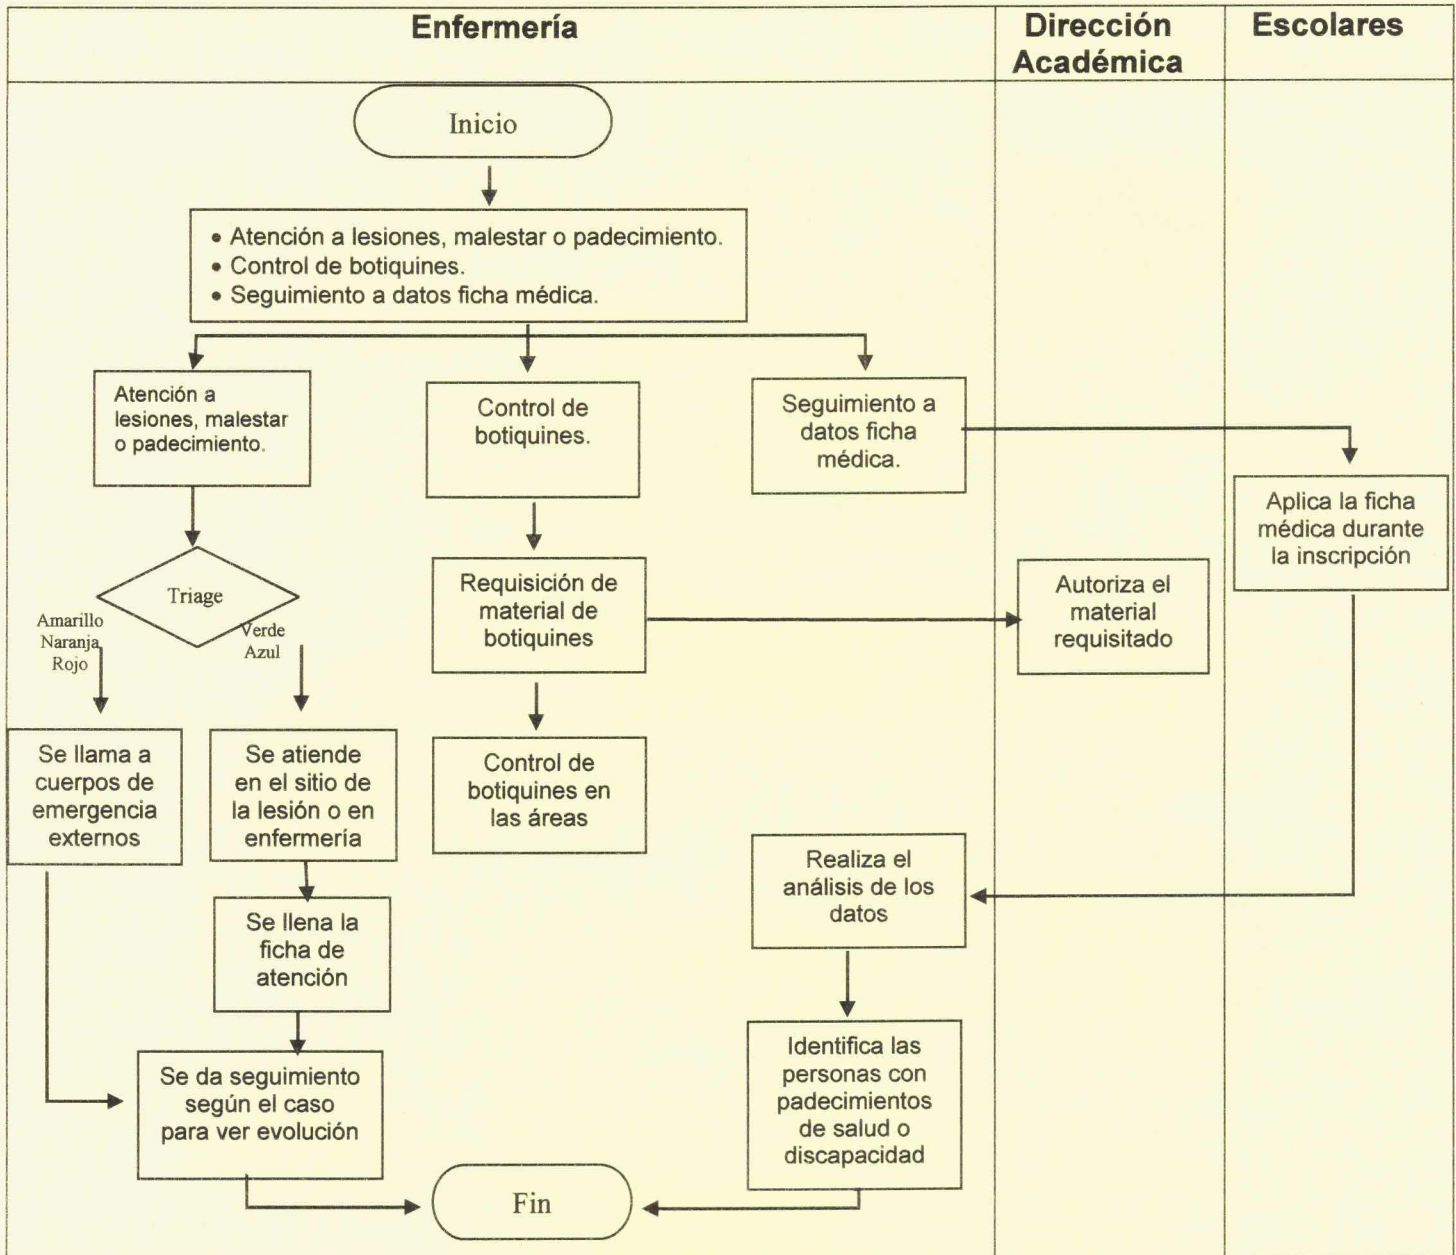 Enfermería
Dirección
Académica
Escolares
Inicio
• Atención a lesiones, malestar o padecimiento.
• Control de botiquines.
• Seguimiento a datos ficha médica.
Atención a
lesiones, malestar
o padecimiento.
Control de
botiquines.
Seguimiento a
datos ficha
médica.
Aplica la ficha
médica durante
la inscripción
Triage
Amarillo
Naranja
Rojo
Verde
Azul
Requisición de
material de
botiquines
Autoriza el
material
requisitado
Se llama a
cuerpos de
emergencia
externos
Se atiende
en el sitio de
la lesión o en
enfermería
Control de
botiquines en
las áreas
Realiza el
análisis de los
datos
Se llena la
ficha de
atención
Se da seguimiento
según el caso
para ver evolución
Identifica las
personas con
padecimientos
de salud o
discapacidad
Fin